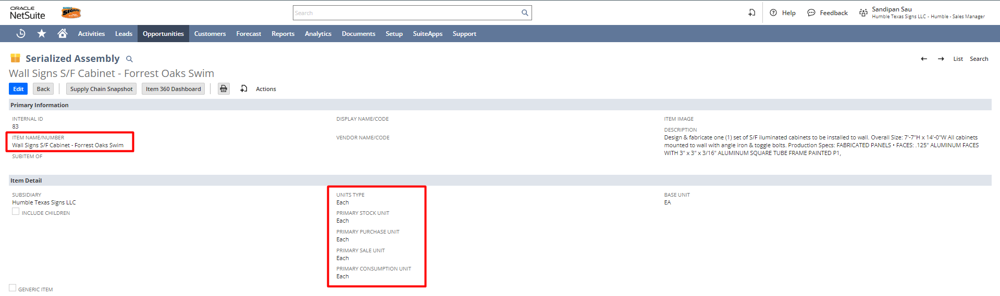 ORACLE
NetSuite
SIGNS
Search
Help
Feedback
Sandipan Sau
Humble Texas Signs LLC - Humble - Sales Manager
Activities Leads Opportunities Customers Forecast Reports Analytics Documents Setup SuiteApps Support
Serialized Assembly
List Search
Wall Signs S/F Cabinet - Forrest Oaks Swim
Edit Back Supply Chain Snapshot Item 360 Dashboard Actions
Primary Information
INTERNAL ID
83
ITEM NAME/NUMBER
Wall Signs S/F Cabinet - Forrest Oaks Swim
SUBITEM OF
DISPLAY NAME/CODE
VENDOR NAME/CODE
ITEM IMAGE
DESCRIPTION
Design & fabricate one (1) set of S/F iluminated cabinets to be installed to wall. Overall Size: 7'-7"H x 14'-0"W All cabinets
mounted to wall with angle iron & toggle bolts. Production Specs: FABRICATED PANELS • FACES: .125" ALUMINUM FACES
WITH 3" x 3" x 3/16" ALUMINUM SQUARE TUBE FRAME PAINTED P1,
Item Detail
SUBSIDIARY
Humble Texas Signs LLC
INCLUDE CHILDREN
UNITS TYPE
Each
PRIMARY STOCK UNIT
Each
PRIMARY PURCHASE UNIT
Each
PRIMARY SALE UNIT
Each
PRIMARY CONSUMPTION UNIT
Each
BASE UNIT
EA
GENERIC ITEM